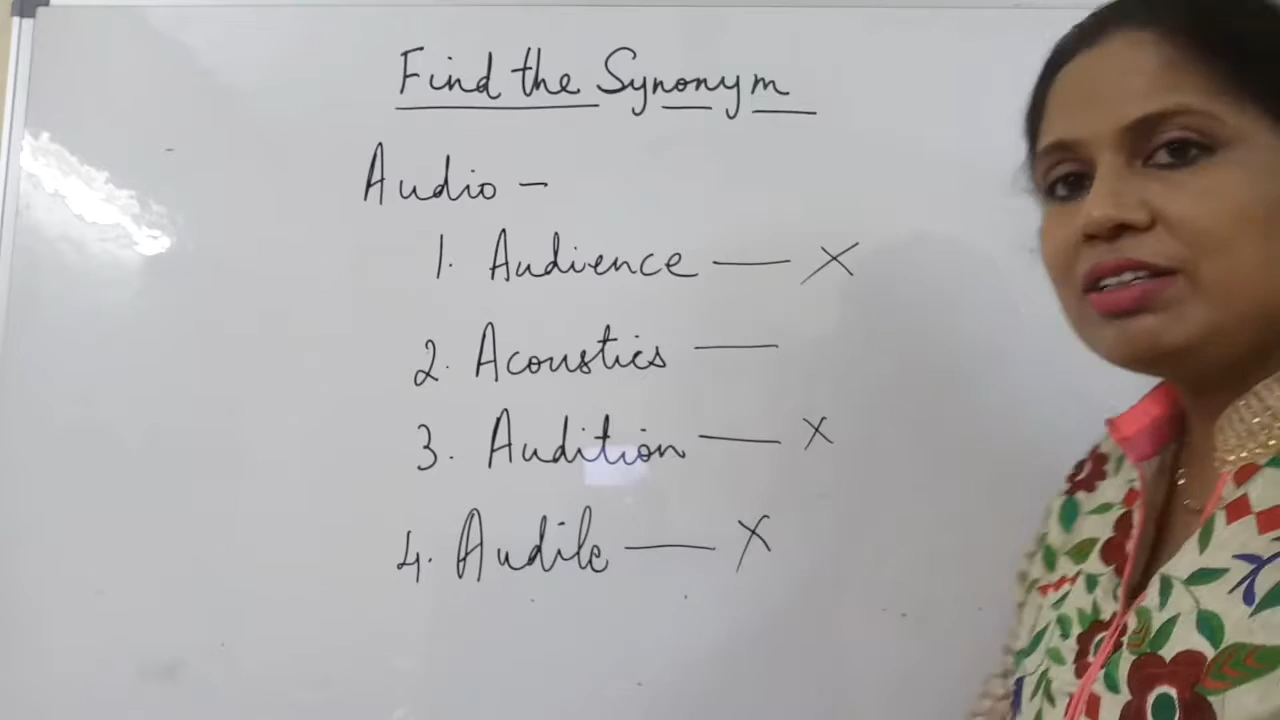 Find the Synonym
Audio –
1. Audience — X
2. Acoustics —
3. Audition — X
4. Audile — X